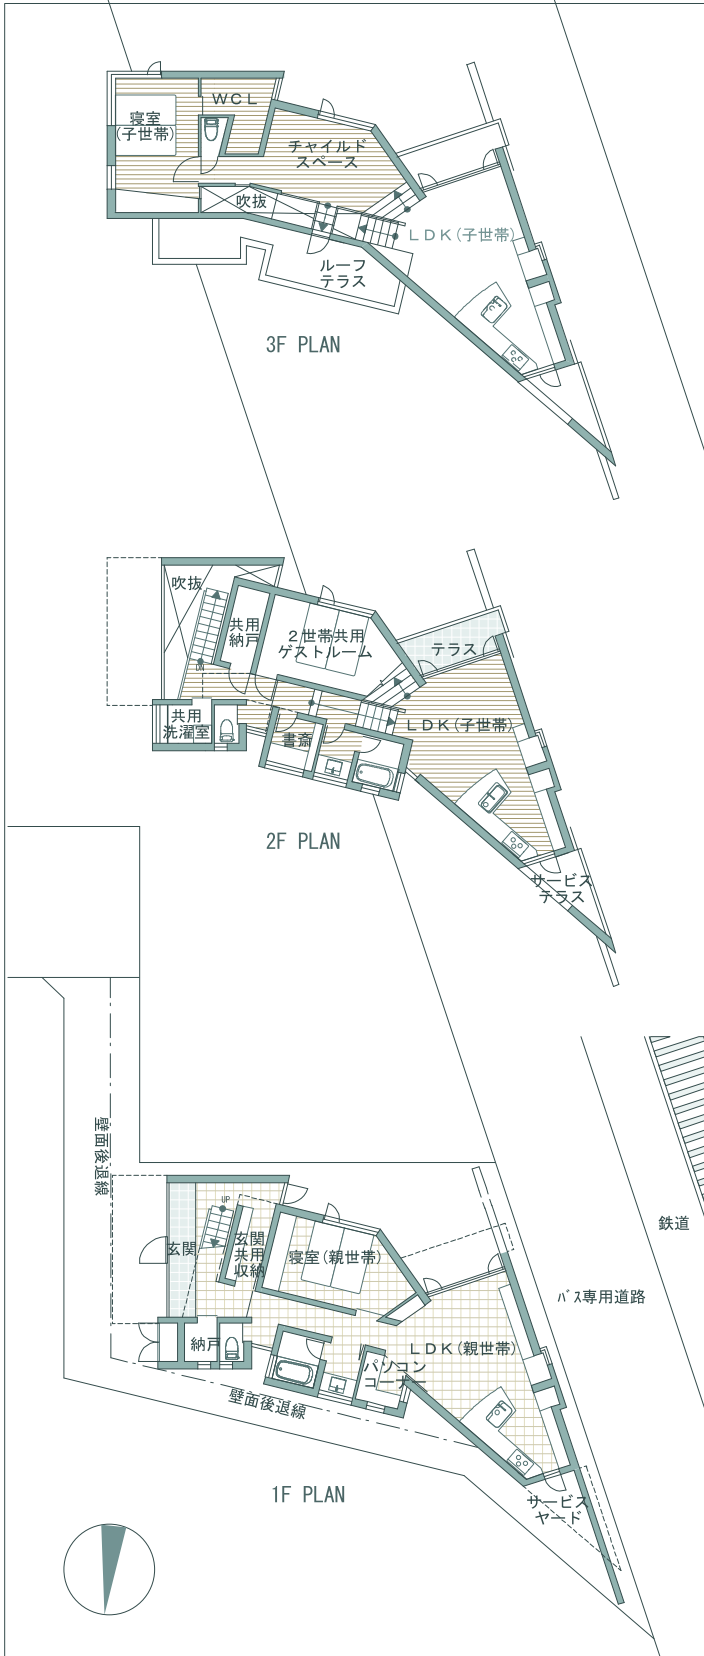 WCL
寝室
(子世帯)
チャイルド
スペース
吹抜
LDK(子世帯)
ルーフ
テラス
3F PLAN
吹抜
共用
納戸
2世帯共用
ゲストルーム
テラス
DN
共用
洗濯室
書斎
LDK(子世帯)
2F PLAN
サービス
テラス
壁面後退線
UP
玄関
玄関
共用
収納
寝室(親世帯)
鉄道
バス専用道路
納戸
LDK(親世帯)
パソコン
コーナー
壁面後退線
1F PLAN
サービス
ヤード